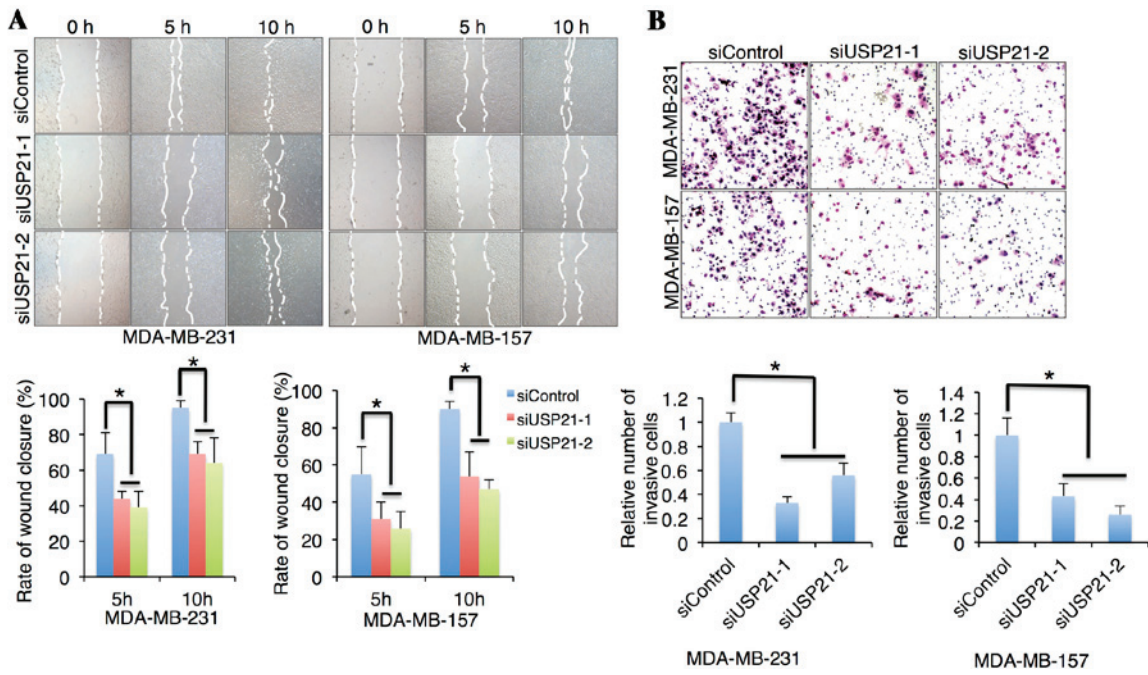 A
0 h 5 h 10 h 0 h 5 h 10 h
siControl
siUSP21-1
siUSP21-2
MDA-MB-231 MDA-MB-157
Rate of wound closure (%)
100
80
60
40
20
0
*
*
5h 10h
MDA-MB-231
Rate of wound closure (%)
100
80
60
40
20
0
*
*
5h 10h
MDA-MB-157
siControl
siUSP21-1
siUSP21-2
B
siControl siUSP21-1 siUSP21-2
MDA-MB-231
MDA-MB-157
Relative number of
invasive cells
1.2
1
0.8
0.6
0.4
0.2
0
*
siControl
siUSP21-1
siUSP21-2
MDA-MB-231
Relative number of
invasive cells
1.4
1.2
1
0.8
0.6
0.4
0.2
0
*
siControl
siUSP21-1
siUSP21-2
MDA-MB-157